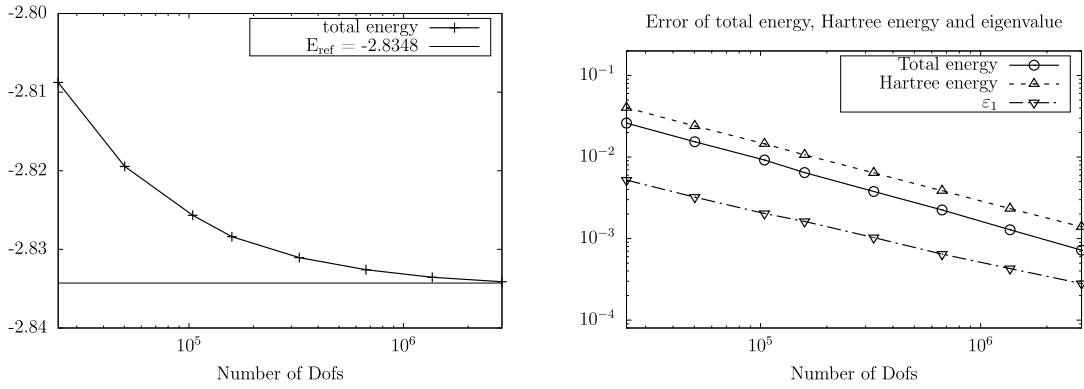 -2.80
-2.81
-2.82
-2.83
-2.84
total energy
E_ref = -2.8348
10^5
10^6
Number of Dofs
Error of total energy, Hartree energy and eigenvalue
10^-1
10^-2
10^-3
10^-4
Total energy
Hartree energy
ε_1
10^5
10^6
Number of Dofs